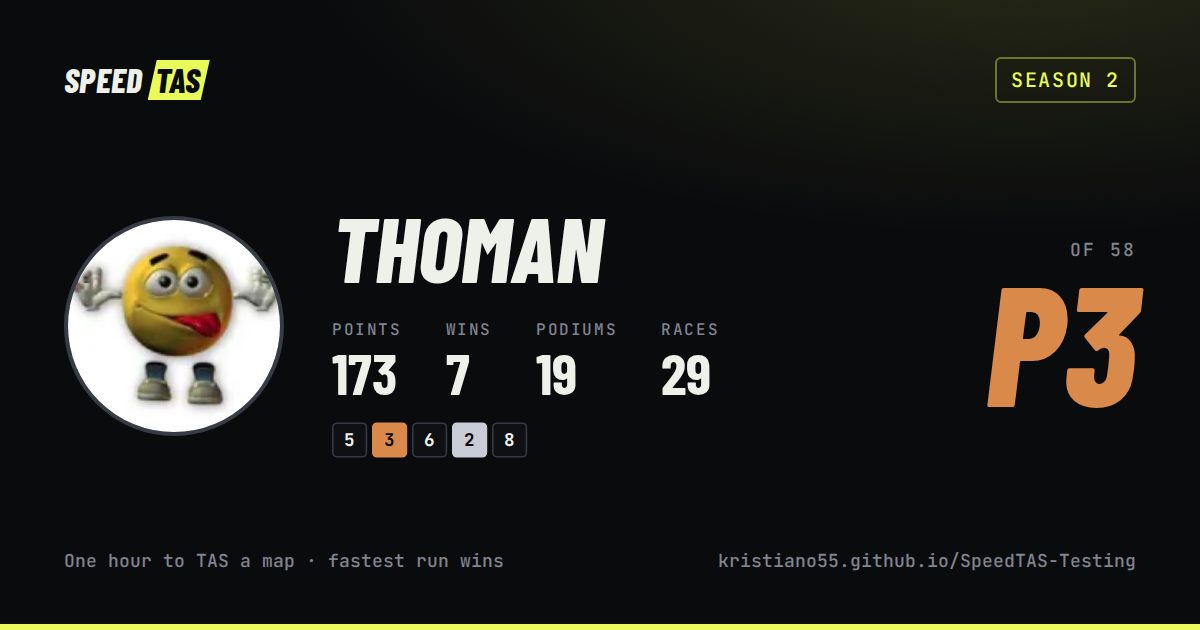 SPEED TAS
SEASON 2
THOMAN
OF 58
P3
POINTS WINS PODIUMS RACES
173 7 19 29
5 3 6 2 8
One hour to TAS a map · fastest run wins
kristiano55.github.io/SpeedTAS-Testing